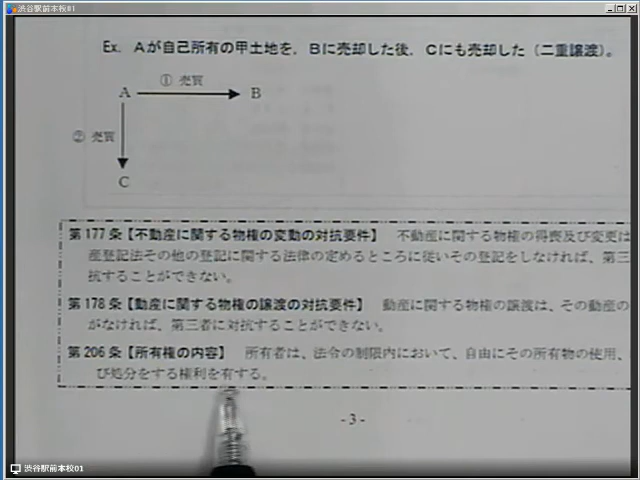 渋谷駅前本校#1
Ex. Aが自己所有の甲土地を，Bに売却した後，Cにも売却した（二重譲渡）。
① 売買
A
B
② 売買
C
第 177 条【不動産に関する物権の変動の対抗要件】 不動産に関する物権の得喪及び変更は
産登記法その他の登記に関する法律の定めるところに従いその登記をしなければ、第三
抗することができない。
第 178 条【動産に関する物権の譲渡の対抗要件】 動産に関する物権の譲渡は、その動産の
がなければ、第三者に対抗することができない。
第 206 条【所有権の内容】 所有者は、法令の制限内において、自由にその所有物の使用、
び処分をする権利を有する。
- 3 -
渋谷駅前本校01